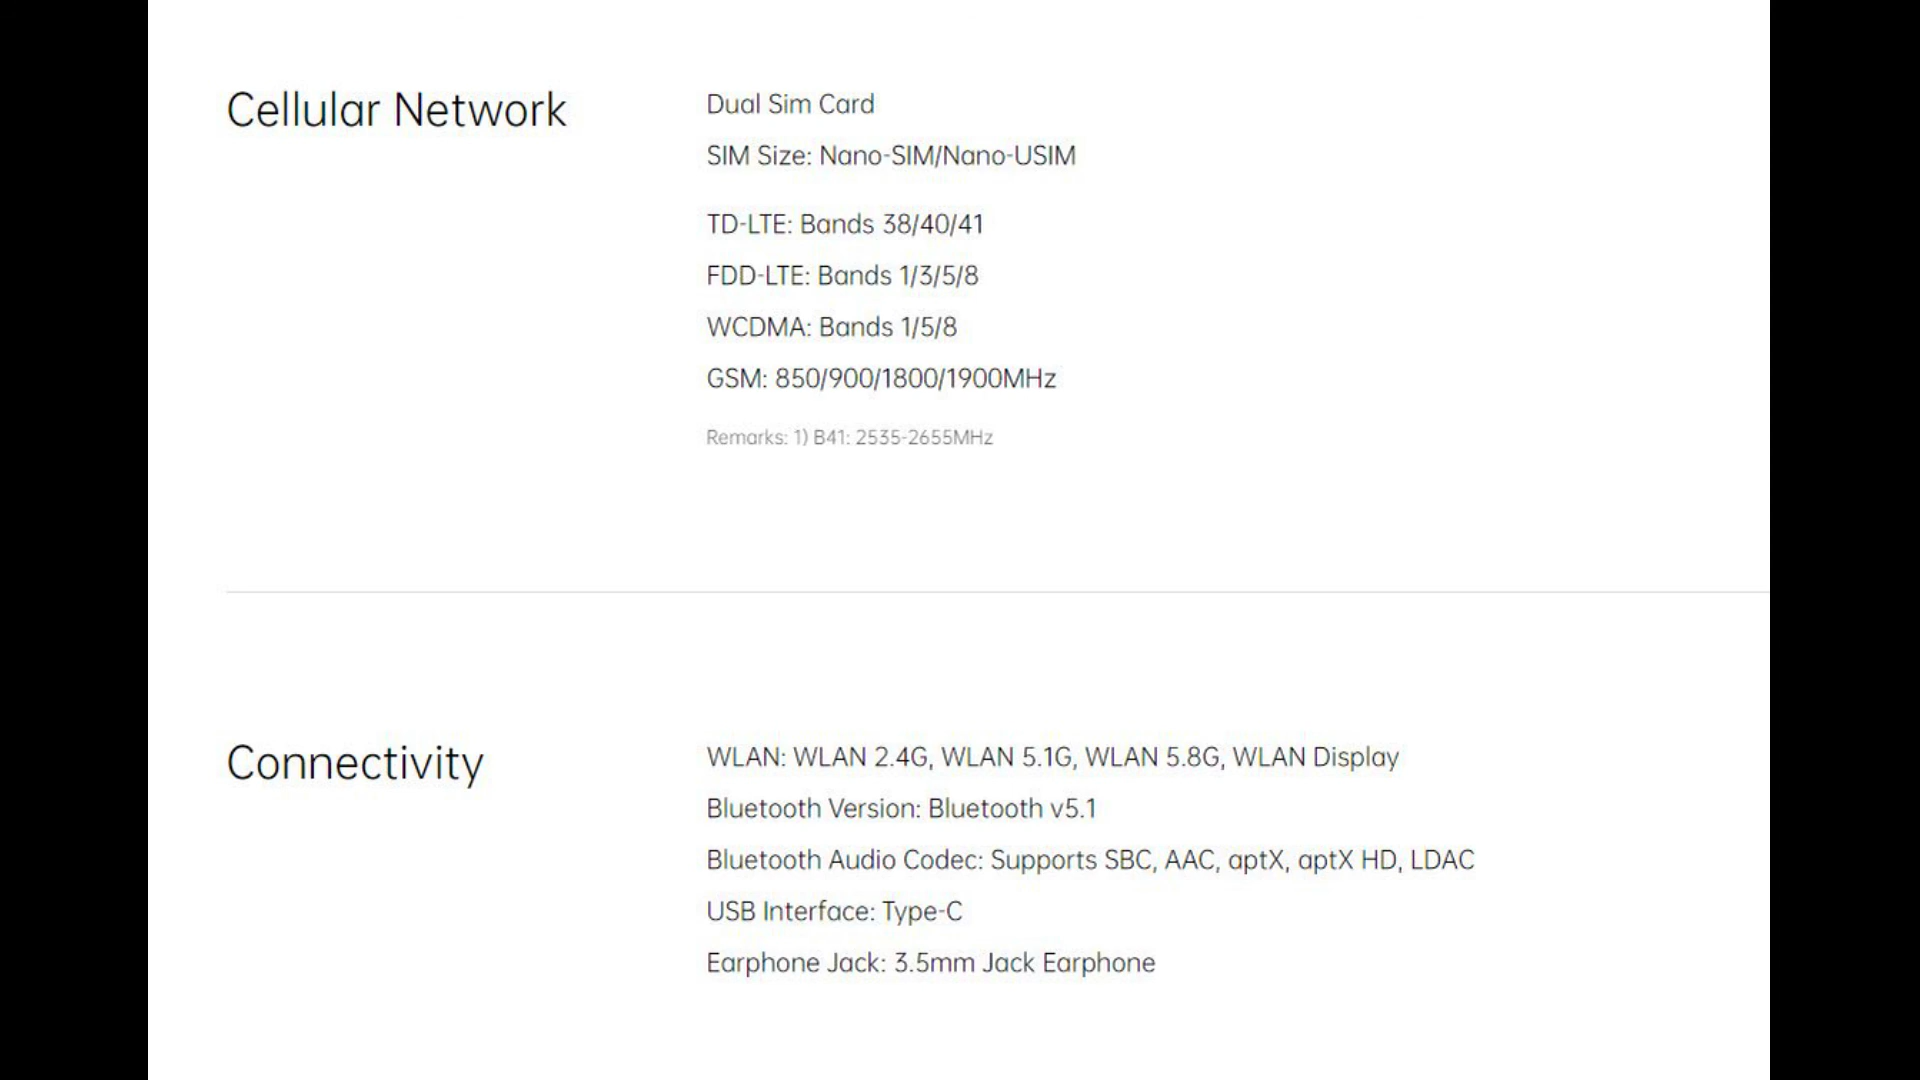 Cellular Network
Dual Sim Card
SIM Size: Nano-SIM/Nano-USIM
TD-LTE: Bands 38/40/41
FDD-LTE: Bands 1/3/5/8
WCDMA: Bands 1/5/8
GSM: 850/900/1800/1900MHz
Remarks: 1) B41: 2535-2655MHz
Connectivity
WLAN: WLAN 2.4G, WLAN 5.1G, WLAN 5.8G, WLAN Display
Bluetooth Version: Bluetooth v5.1
Bluetooth Audio Codec: Supports SBC, AAC, aptX, aptX HD, LDAC
USB Interface: Type-C
Earphone Jack: 3.5mm Jack Earphone